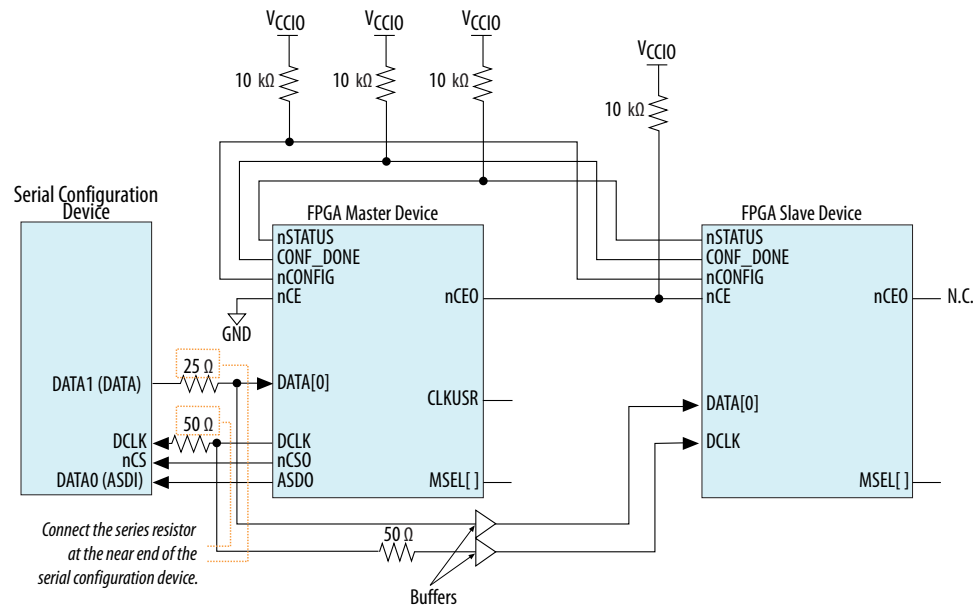 VCCIO
VCCIO
VCCIO
VCCIO
10 kΩ
10 kΩ
10 kΩ
10 kΩ
Serial Configuration
Device
FPGA Master Device
FPGA Slave Device
nSTATUS
CONF_DONE
nCONFIG
nCE
nCEO
GND
nSTATUS
CONF_DONE
nCONFIG
nCE
nCEO
N.C.
25 Ω
DATA1 (DATA)
DATA[0]
CLKUSR
DATA[0]
50 Ω
DCLK
DCLK
DCLK
nCS
nCSO
DATA0 (ASDI)
ASDO
MSEL[ ]
MSEL[ ]
Connect the series resistor
at the near end of the
serial configuration device.
50 Ω
Buffers